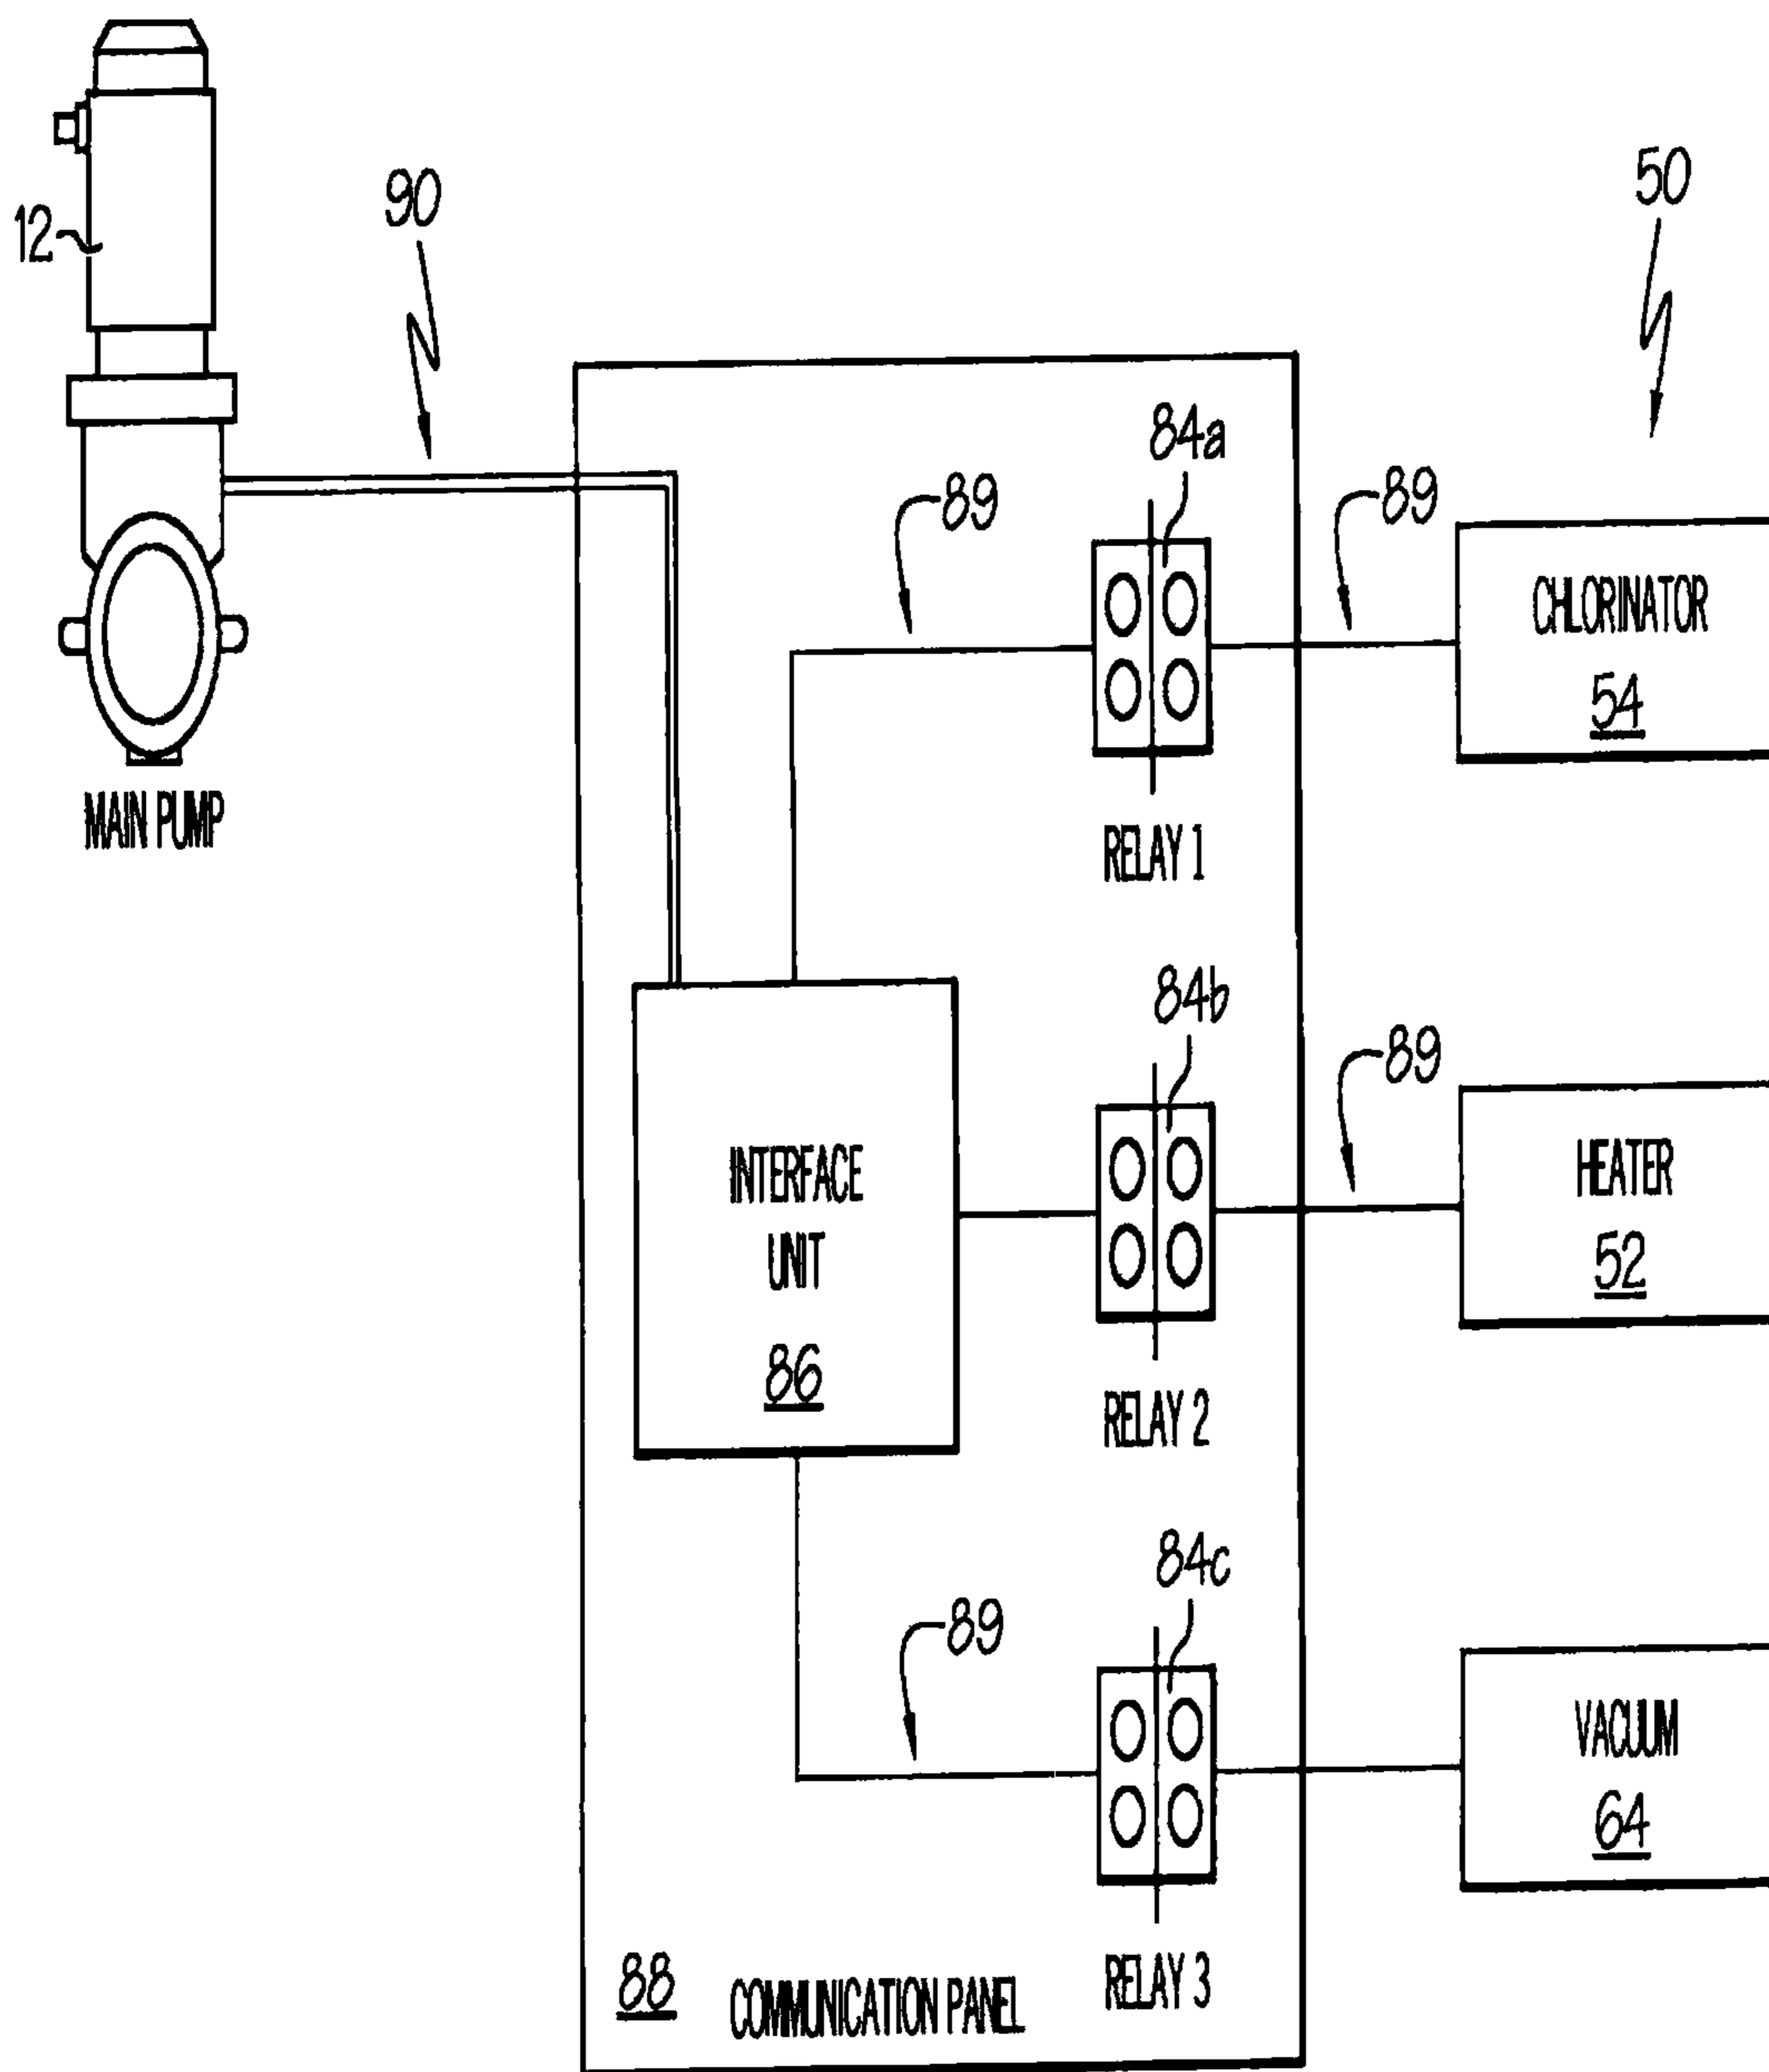 12
90
50
MAIN PUMP
84a
89
89
CHLORINATOR
54
RELAY 1
84b
89
INTERFACE
UNIT
86
HEATER
52
RELAY 2
84c
89
VACUUM
64
RELAY 3
88
COMMUNICATION PANEL